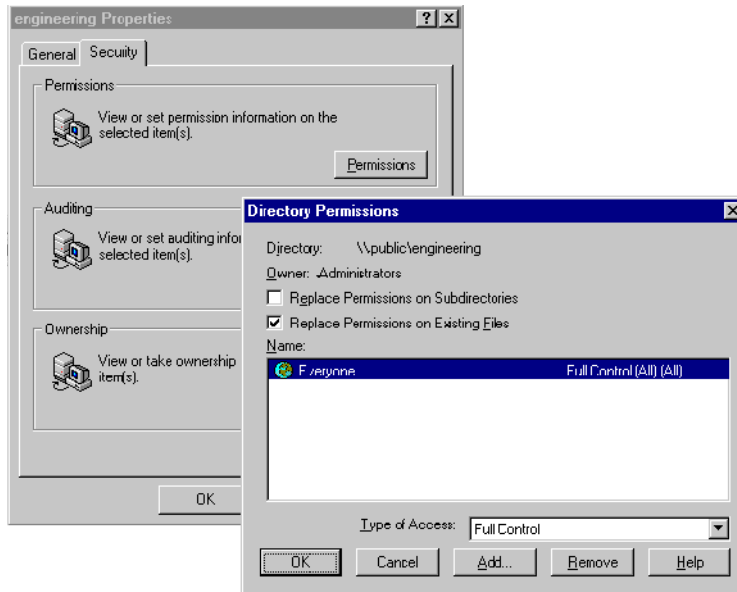 engineering Properties
General Security
Permissions
View or set permission information on the
selected item(s).
Permissions
Auditing
View or set auditing infor
selected item(s).
Ownership
View or take ownership
item(s).
OK
Directory Permissions
Directory: \\public\engineering
Owner: Administrators
Replace Permissions on Subdirectories
Replace Permissions on Existing Files
Name:
Everyone Full Control (All) (All)
Type of Access: Full Control
OK Cancel Add... Remove Help